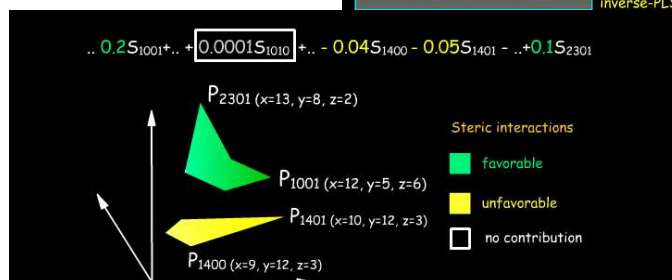 inverse-PLS
.. 0.2S1001+.. + 0.0001S1010 +.. - 0.04S1400 - 0.05S1401 - ..+0.1S2301
P2301 (x=13, y=8, z=2)
Steric interactions
favorable
P1001 (x=12, y=5, z=6)
unfavorable
P1401 (x=10, y=12, z=3)
no contribution
P1400 (x=9, y=12, z=3)